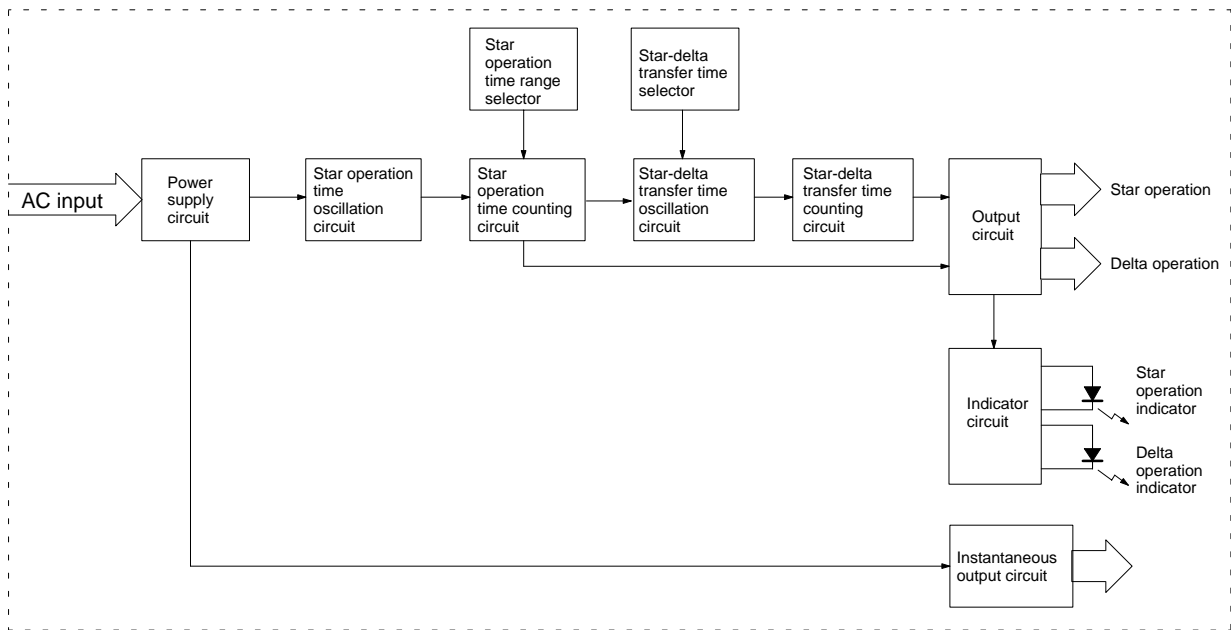 Star
operation
time range
selector
Star-delta
transfer time
selector
AC input
Power
supply
circuit
Star operation
time
oscillation
circuit
Star
operation
time counting
circuit
Star-delta
transfer time
oscillation
circuit
Star-delta
transfer time
counting
circuit
Output
circuit
Star operation
Delta operation
Indicator
circuit
Star
operation
indicator
Delta
operation
indicator
Instantaneous
output circuit